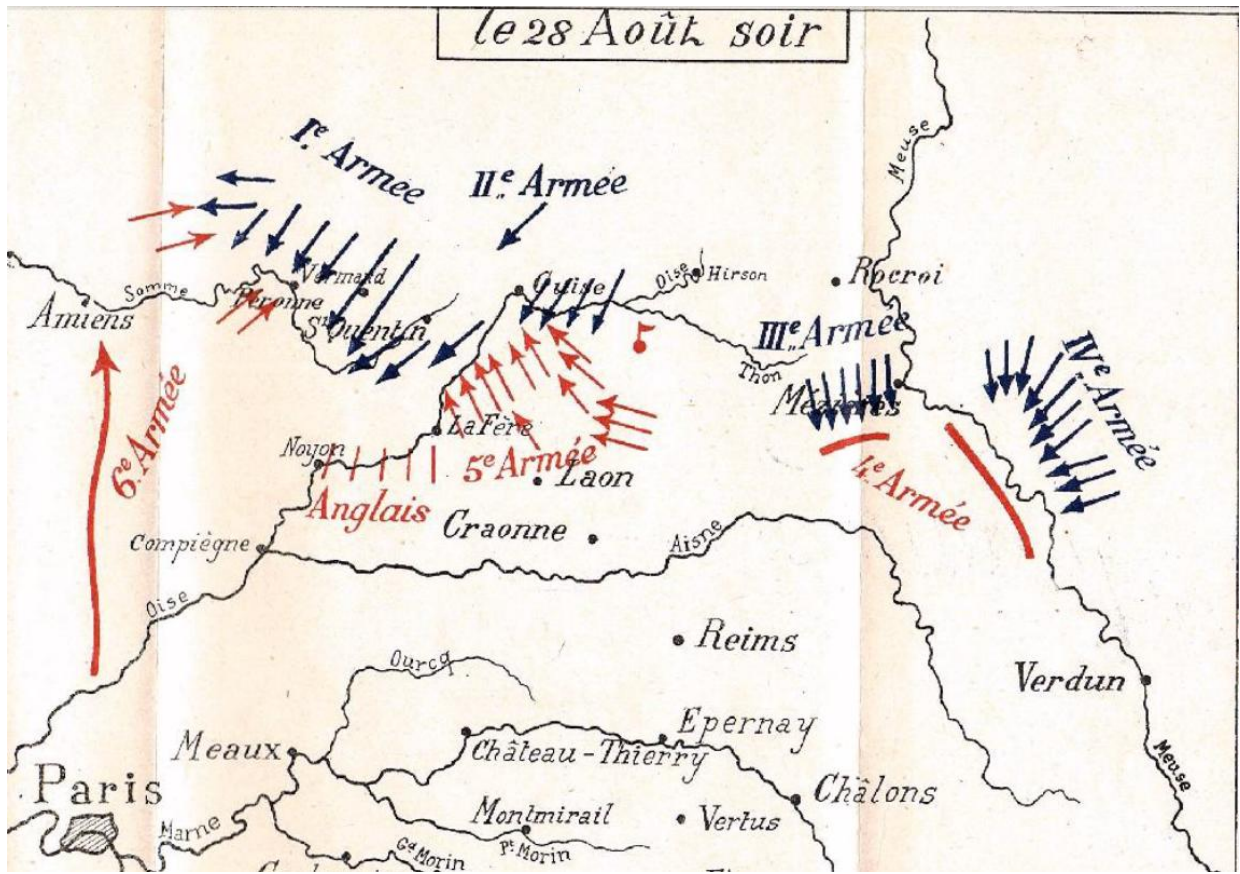 le 28 Août soir
Meuse
Ie. Armée
IIe. Armée
Oise
Hirson
Rocroi
Guise
Vermand
Somme
Péronne
Amiens
St Quentin
IIIe. Armée
IVe. Armée
Thon
Mézières
6e. Armée
La Fère
Noyon
5e Armée
Laon
4e. Armée
Anglais
Craonne
Compiègne
Aisne
Oise
Reims
Ourcq
Verdun
Epernay
Meaux
Château-Thierry
Meuse
Paris
Châlons
Montmirail
Vertus
Marne
Pt Morin
Gd Morin